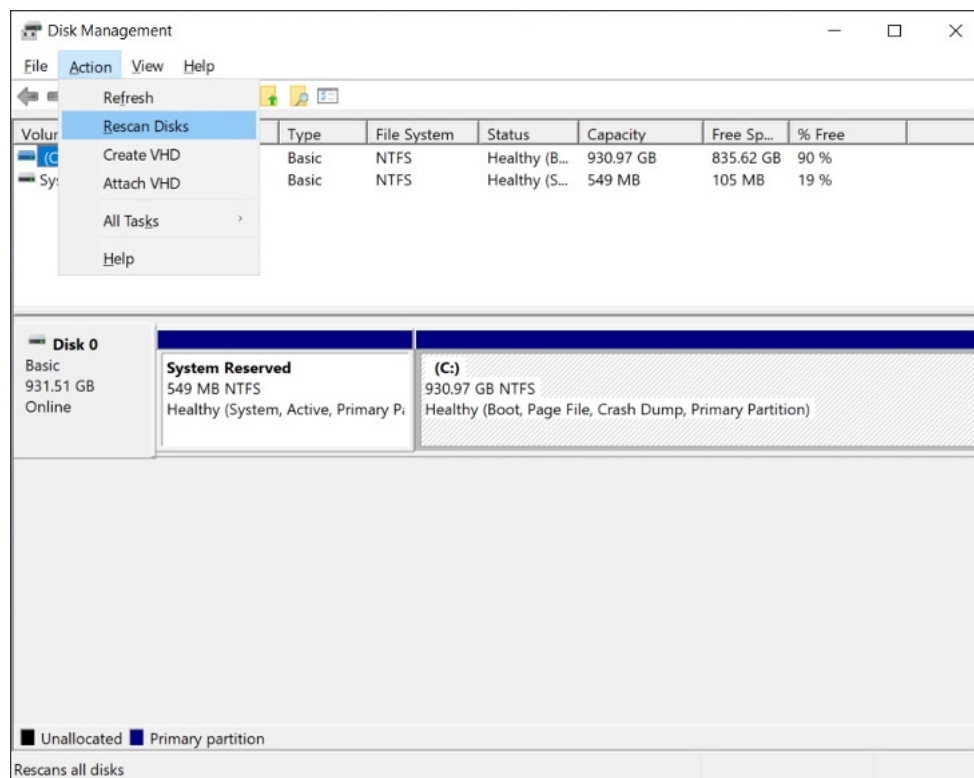 Disk Management
File Action View Help
Refresh
Rescan Disks
Create VHD
Attach VHD
All Tasks
Help
Type File System Status Capacity Free Sp... % Free
(C
Basic NTFS Healthy (B... 930.97 GB 835.62 GB 90 %
Basic NTFS Healthy (S... 549 MB 105 MB 19 %
Disk 0
Basic
931.51 GB
Online
System Reserved
549 MB NTFS
Healthy (System, Active, Primary Pa
(C:)
930.97 GB NTFS
Healthy (Boot, Page File, Crash Dump, Primary Partition)
Unallocated Primary partition
Rescans all disks